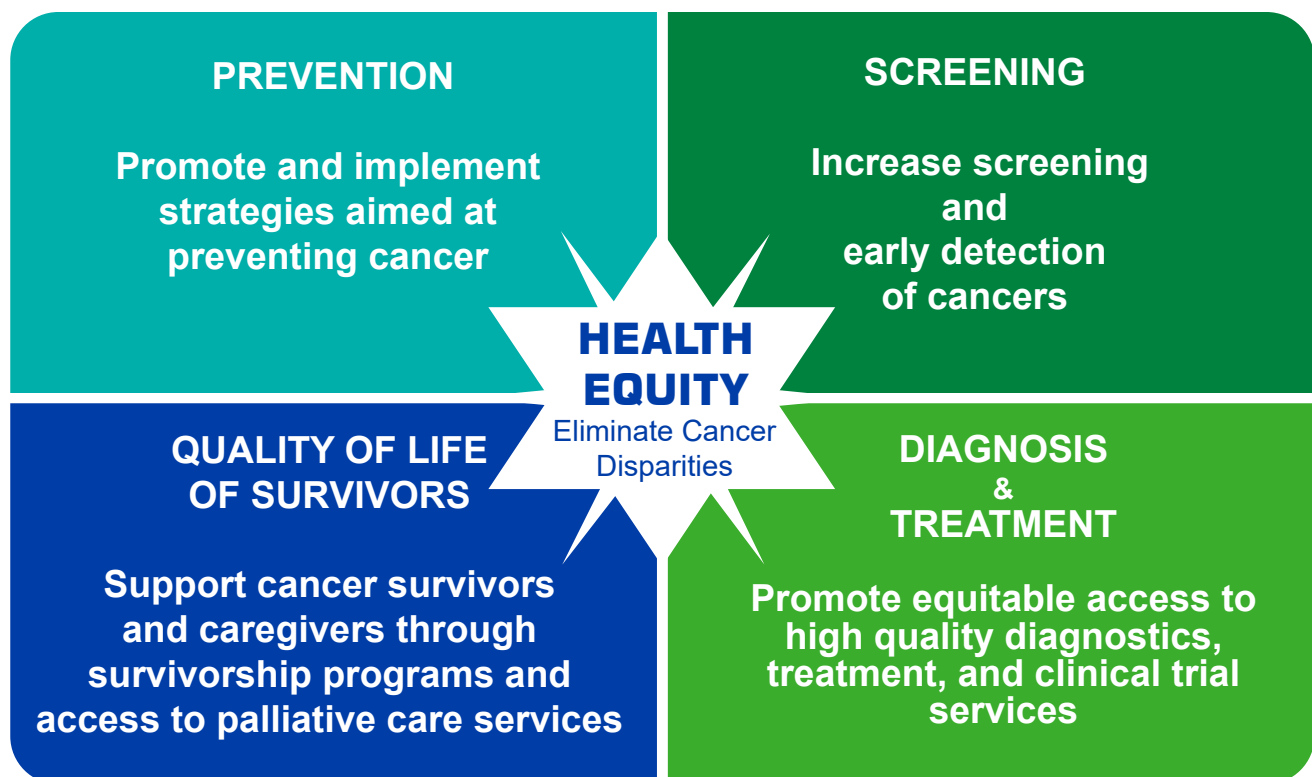 PREVENTION
Promote and implement
strategies aimed at
preventing cancer
SCREENING
Increase screening
and
early detection
of cancers
HEALTH
EQUITY
Eliminate Cancer
Disparities
QUALITY OF LIFE
OF SURVIVORS
Support cancer survivors
and caregivers through
survivorship programs and
access to palliative care services
DIAGNOSIS
&
TREATMENT
Promote equitable access to
high quality diagnostics,
treatment, and clinical trial
services